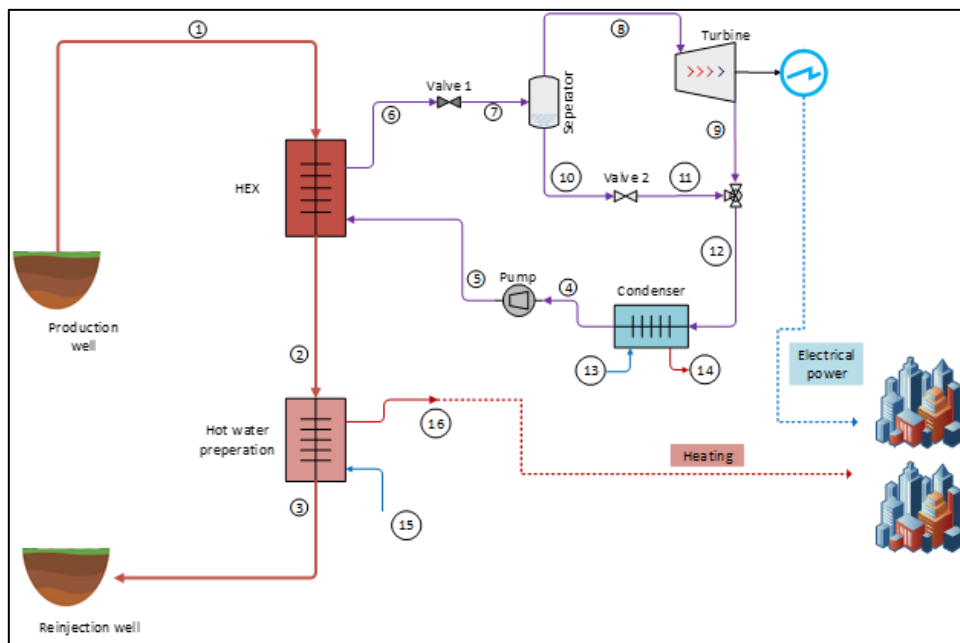 1
8
Turbine
Valve 1
6
7
Seperator
9
HEX
10
Valve 2
11
12
5
Pump
4
Condenser
Production
well
2
13
14
Electrical
power
Hot water
preperation
16
Heating
3
15
Reinjection well